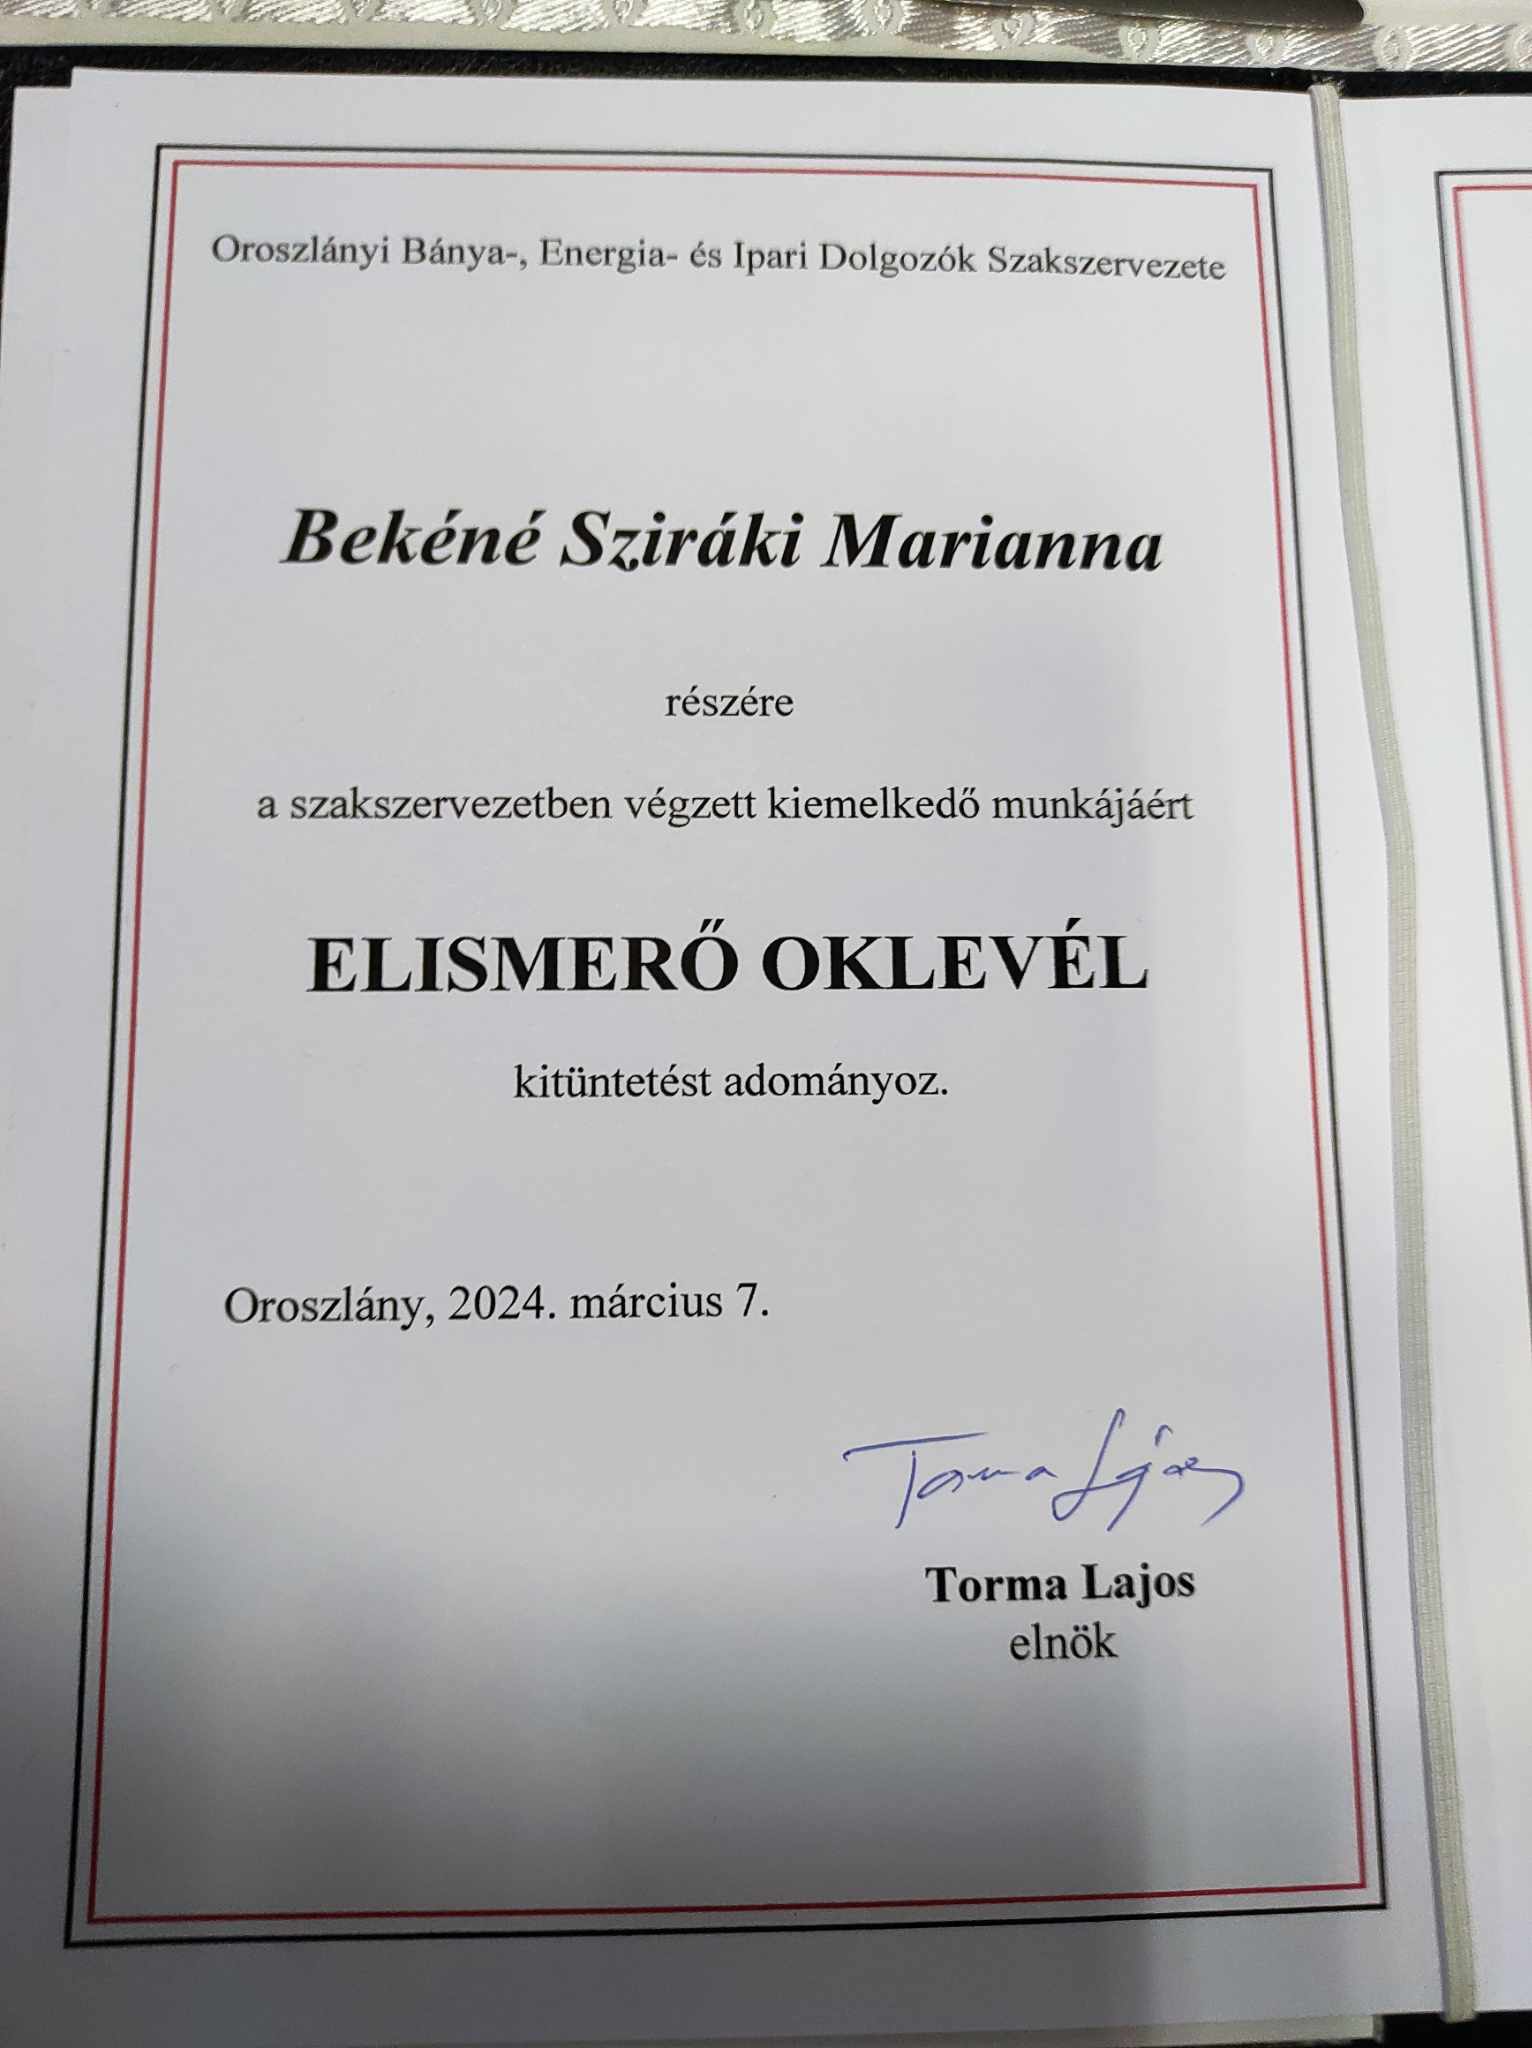 Oroszlányi Bánya-, Energia- és Ipari Dolgozók Szakszervezete
Bekéné Sziráki Marianna
részére
a szakszervezetben végzett kiemelkedő munkájáért
ELISMERŐ OKLEVÉL
kitüntetést adományoz.
Oroszlány, 2024. március 7.
Torma Lajos
Torma Lajos
elnök